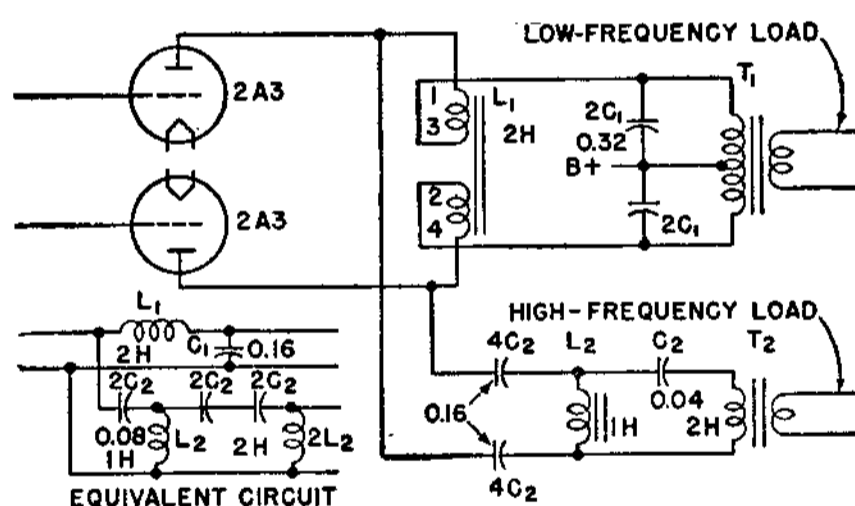 LOW-FREQUENCY LOAD
2A3
1
3
L₁
2H
2C₁
0.32
T₁
B+
2A3
2
4
2C₁
L₁
2H
C₁
0.16
HIGH-FREQUENCY LOAD
4C₂
L₂
C₂
T₂
2C₂
2C₂
2C₂
0.08
1H
L₂
2H
2L₂
0.16
1H
0.04
2H
4C₂
EQUIVALENT CIRCUIT